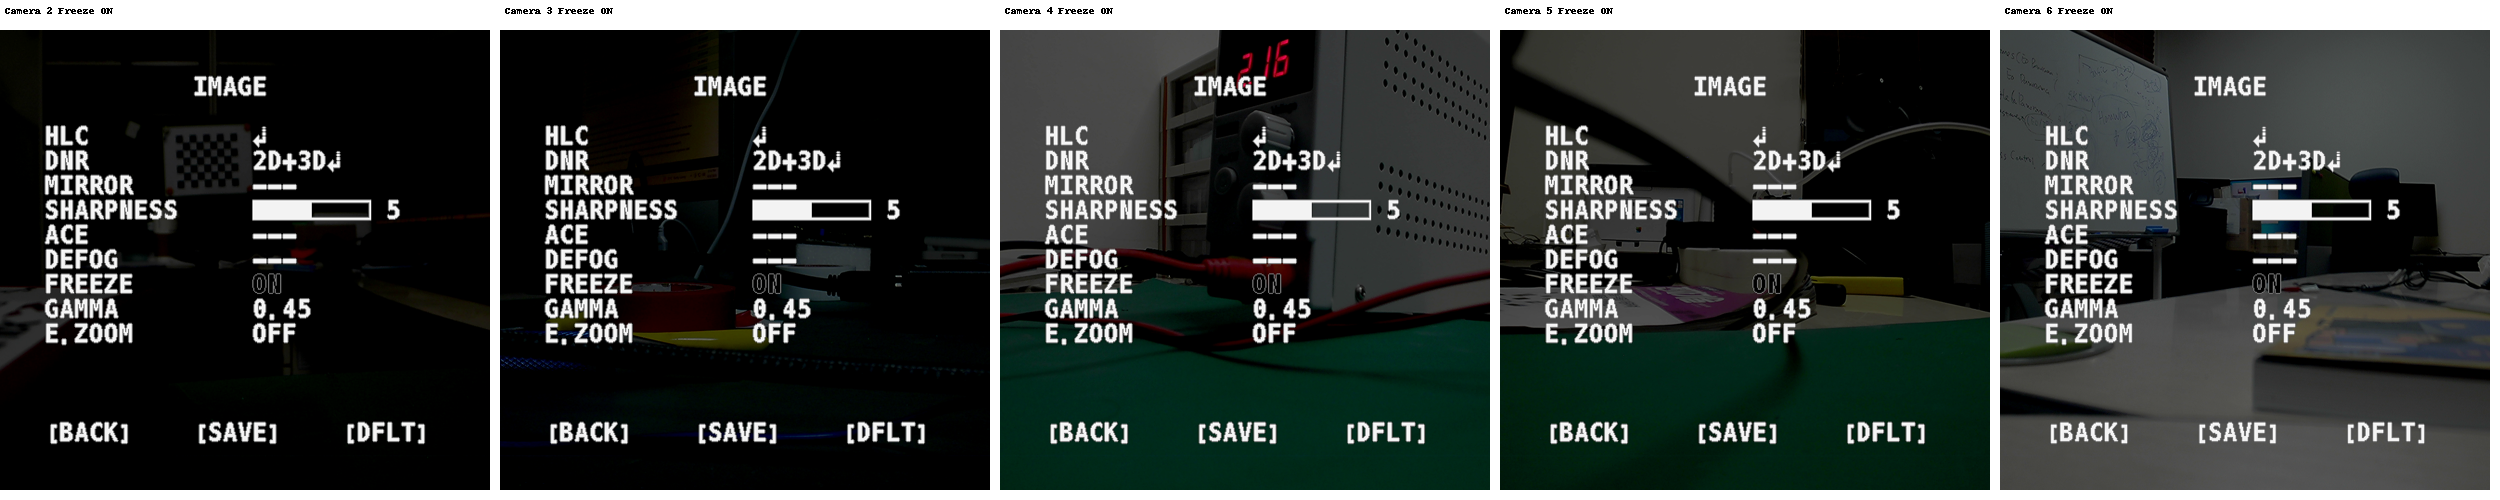 Camera 2 Freeze ON
IMAGE
HLC ↲
DNR 2D+3D↲
MIRROR ---
SHARPNESS 5
ACE ---
DEFOG ---
FREEZE ON
GAMMA 0.45
E.ZOOM OFF
[BACK] [SAVE] [DFLT]
Camera 3 Freeze ON
IMAGE
HLC ↲
DNR 2D+3D↲
MIRROR ---
SHARPNESS 5
ACE ---
DEFOG ---
FREEZE ON
GAMMA 0.45
E.ZOOM OFF
[BACK] [SAVE] [DFLT]
Camera 4 Freeze ON
216
IMAGE
HLC ↲
DNR 2D+3D↲
MIRROR ---
SHARPNESS 5
ACE ---
DEFOG ---
FREEZE ON
GAMMA 0.45
E.ZOOM OFF
[BACK] [SAVE] [DFLT]
Camera 5 Freeze ON
IMAGE
HLC ↲
DNR 2D+3D↲
MIRROR ---
SHARPNESS 5
ACE ---
DEFOG ---
FREEZE ON
GAMMA 0.45
E.ZOOM OFF
[BACK] [SAVE] [DFLT]
Camera 6 Freeze ON
IMAGE
HLC ↲
DNR 2D+3D↲
MIRROR ---
SHARPNESS 5
ACE ---
DEFOG ---
FREEZE ON
GAMMA 0.45
E.ZOOM OFF
[BACK] [SAVE] [DFLT]